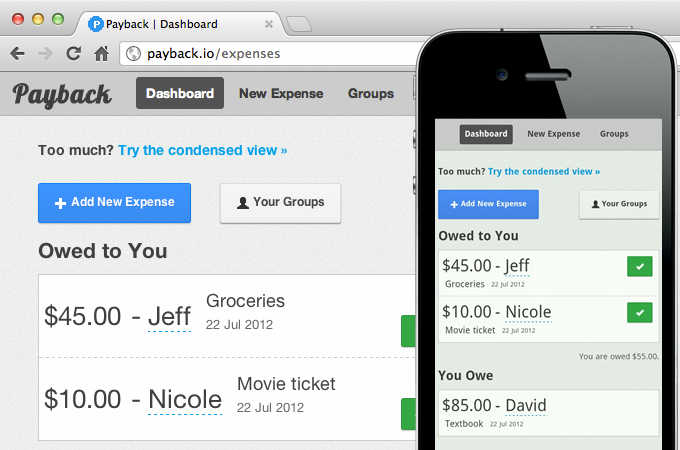 Payback | Dashboard
payback.io/expenses
Payback
Dashboard New Expense Groups
Too much? Try the condensed view »
Add New Expense Your Groups
Owed to You
$45.00 - Jeff Groceries
22 Jul 2012
$10.00 - Nicole Movie ticket
22 Jul 2012
Dashboard New Expense Groups
Too much? Try the condensed view »
Add New Expense Your Groups
Owed to You
$45.00 - Jeff
Groceries 22 Jul 2012
$10.00 - Nicole
Movie ticket 22 Jul 2012
You are owed $55.00.
You Owe
$85.00 - David
Textbook 22 Jul 2012